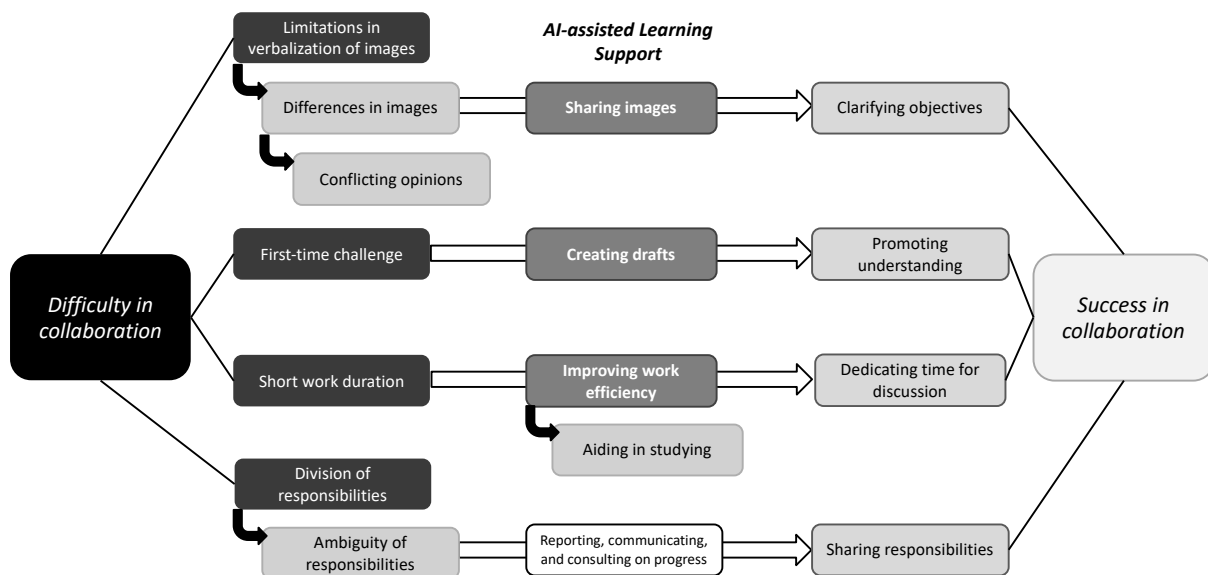 Limitations in
verbalization of images
AI-assisted Learning
Support
Differences in images
Sharing images
Clarifying objectives
Conflicting opinions
First-time challenge
Creating drafts
Promoting
understanding
Difficulty in
collaboration
Success in
collaboration
Short work duration
Improving work
efficiency
Dedicating time for
discussion
Aiding in studying
Division of
responsibilities
Ambiguity of
responsibilities
Reporting, communicating,
and consulting on progress
Sharing responsibilities